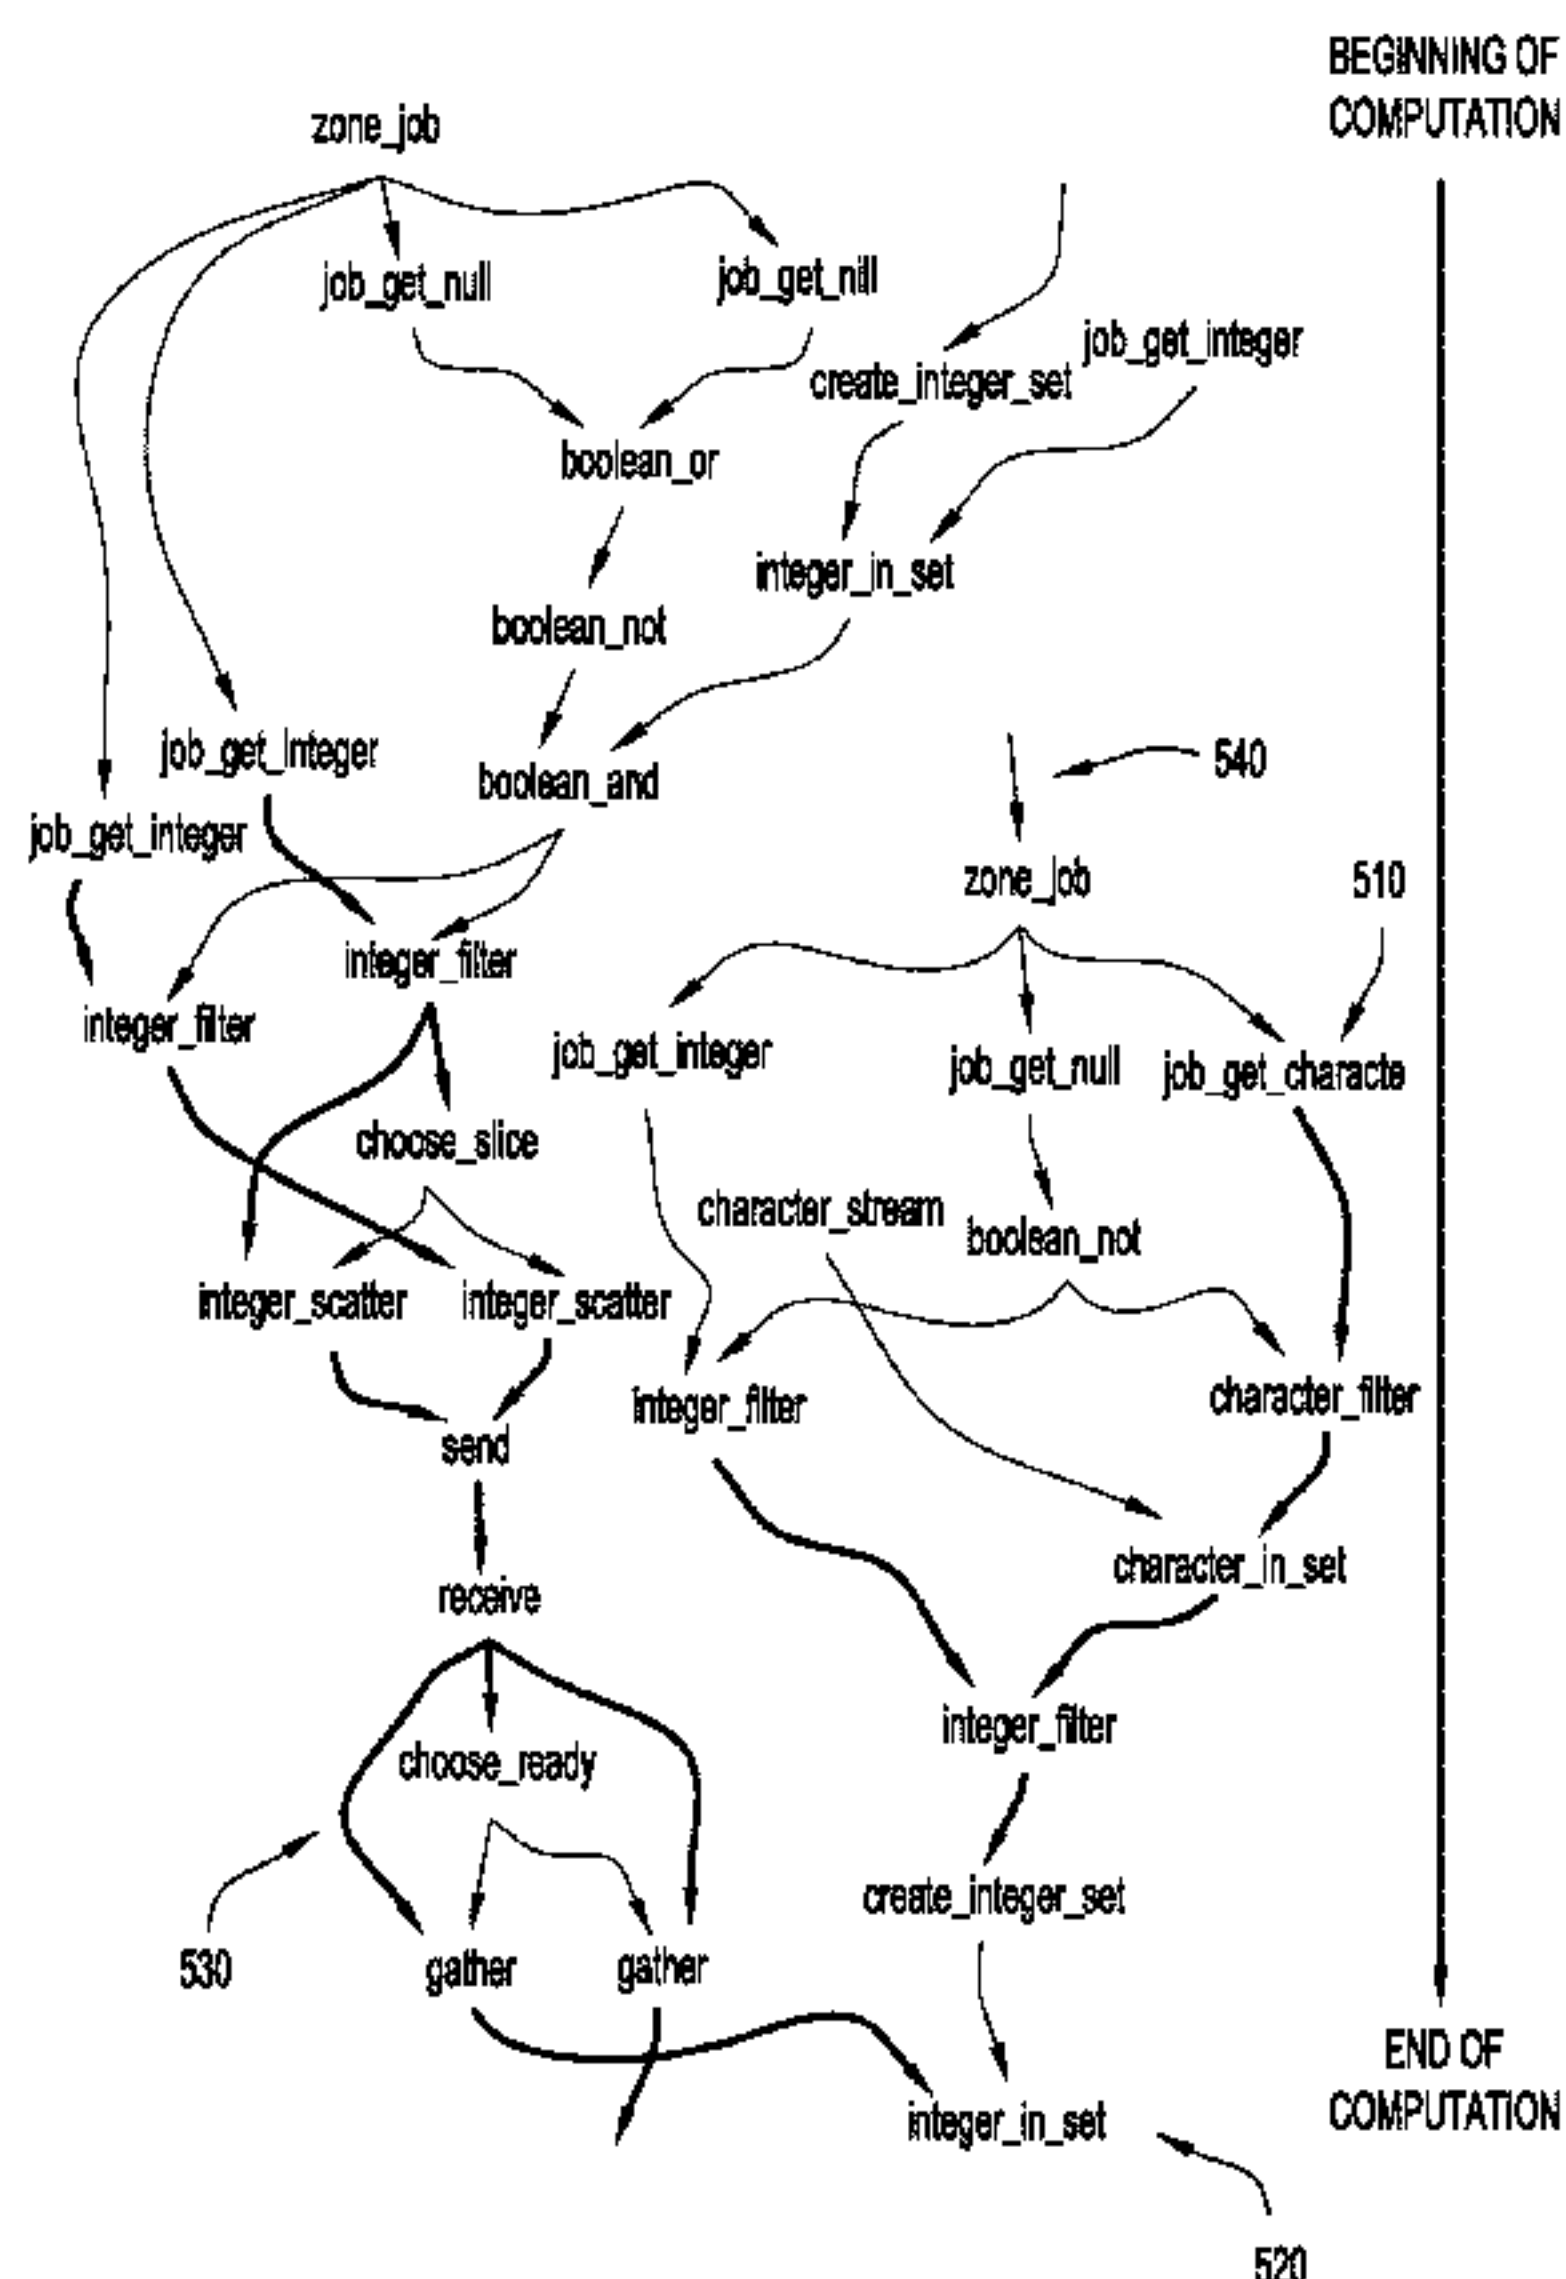 BEGINNING OF
COMPUTATION
zone_job
job_get_null
job_get_nill
job_get_integer
create_integer_set
boolean_or
integer_in_set
boolean_not
job_get_integer
boolean_and
540
job_get_integer
zone_job
510
integer_filter
integer_filter
job_get_integer
job_get_null
job_get_characte
choose_slice
character_stream
boolean_not
integer_scatter
integer_scatter
integer_filter
character_filter
send
character_in_set
receive
integer_filter
choose_ready
create_integer_set
530
gather
gather
END OF
COMPUTATION
integer_in_set
520